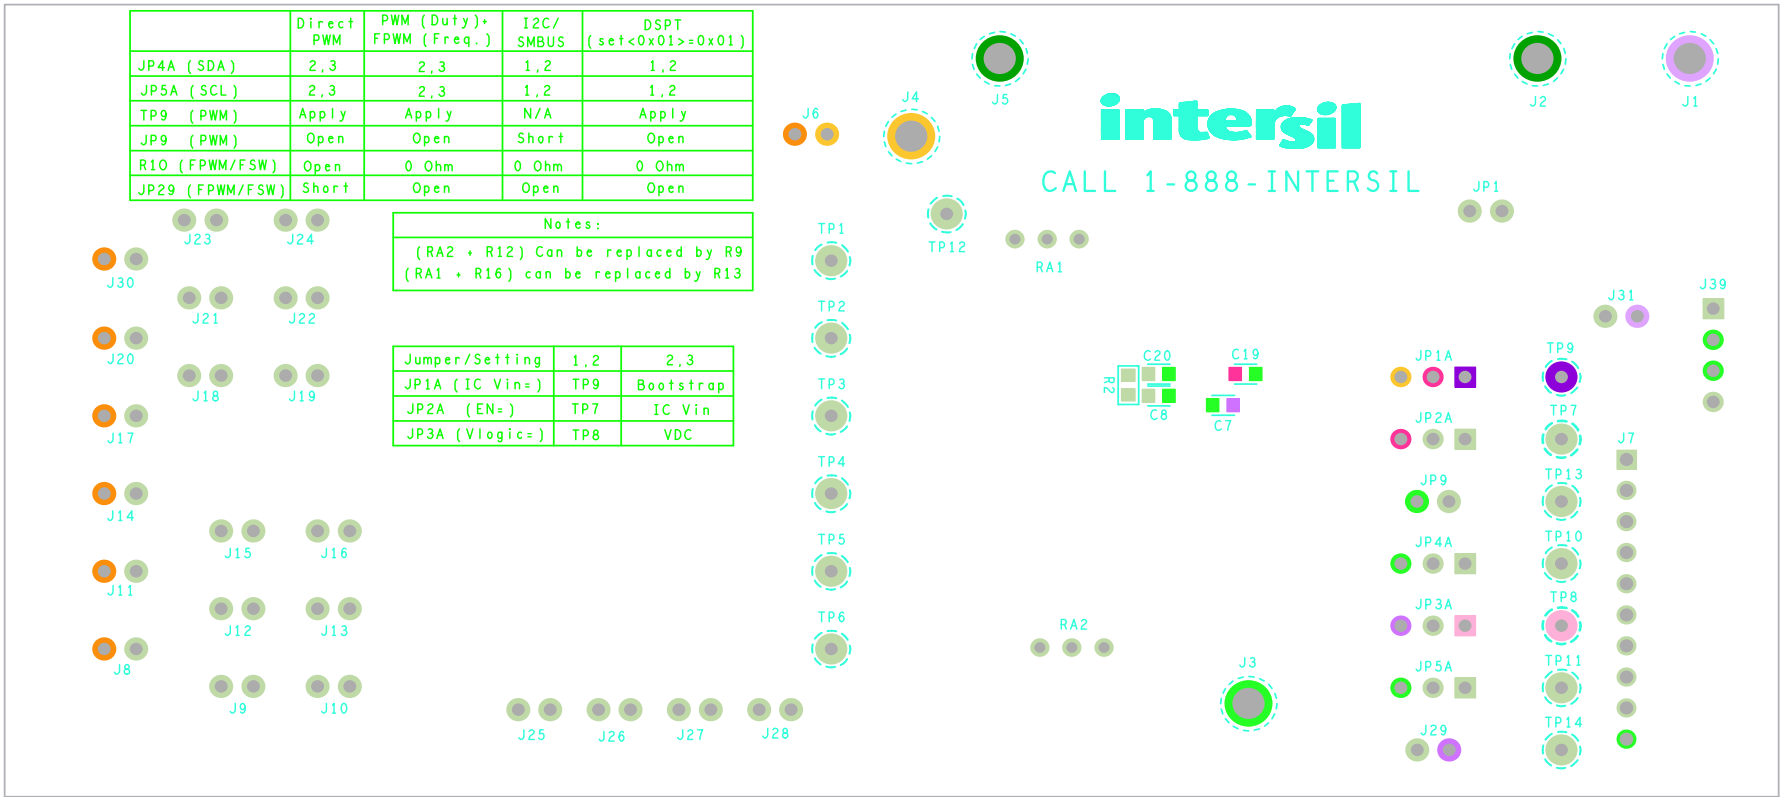 Direct PWM | PWM (Duty)+ FPWM (Freq.) | I2C/ SMBUS | DSPT (set<0x01>=0x01)
JP4A (SDA) 2,3 2,3 1,2 1,2
JP5A (SCL) 2,3 2,3 1,2 1,2
TP9 (PWM) Apply Apply N/A Apply
JP9 (PWM) Open Open Short Open
R10 (FPWM/FSW) Open 0 Ohm 0 Ohm 0 Ohm
JP29 (FPWM/FSW) Short Open Open Open
J6
J4
J5
J2
J1
intersil
CALL 1-888-INTERSIL
JP1
J23
J24
Notes:
(RA2 + R12) Can be replaced by R9
(RA1 + R16) can be replaced by R13
TP1
TP12
RA1
J30
J21
J22
TP2
J31
J39
J20
Jumper/Setting 1,2 2,3
JP1A (IC Vin=) TP9 Bootstrap
JP2A (EN=) TP7 IC Vin
JP3A (Vlogic=) TP8 VDC
J18
J19
TP3
R2
C20
C19
C8
C7
JP1A
TP9
J17
JP2A
TP7
J7
TP4
JP9
TP13
J14
J15
J16
TP5
JP4A
TP10
J11
J12
J13
TP6
RA2
JP3A
TP8
J8
J9
J10
J3
JP5A
TP11
J25
J26
J27
J28
J29
TP14